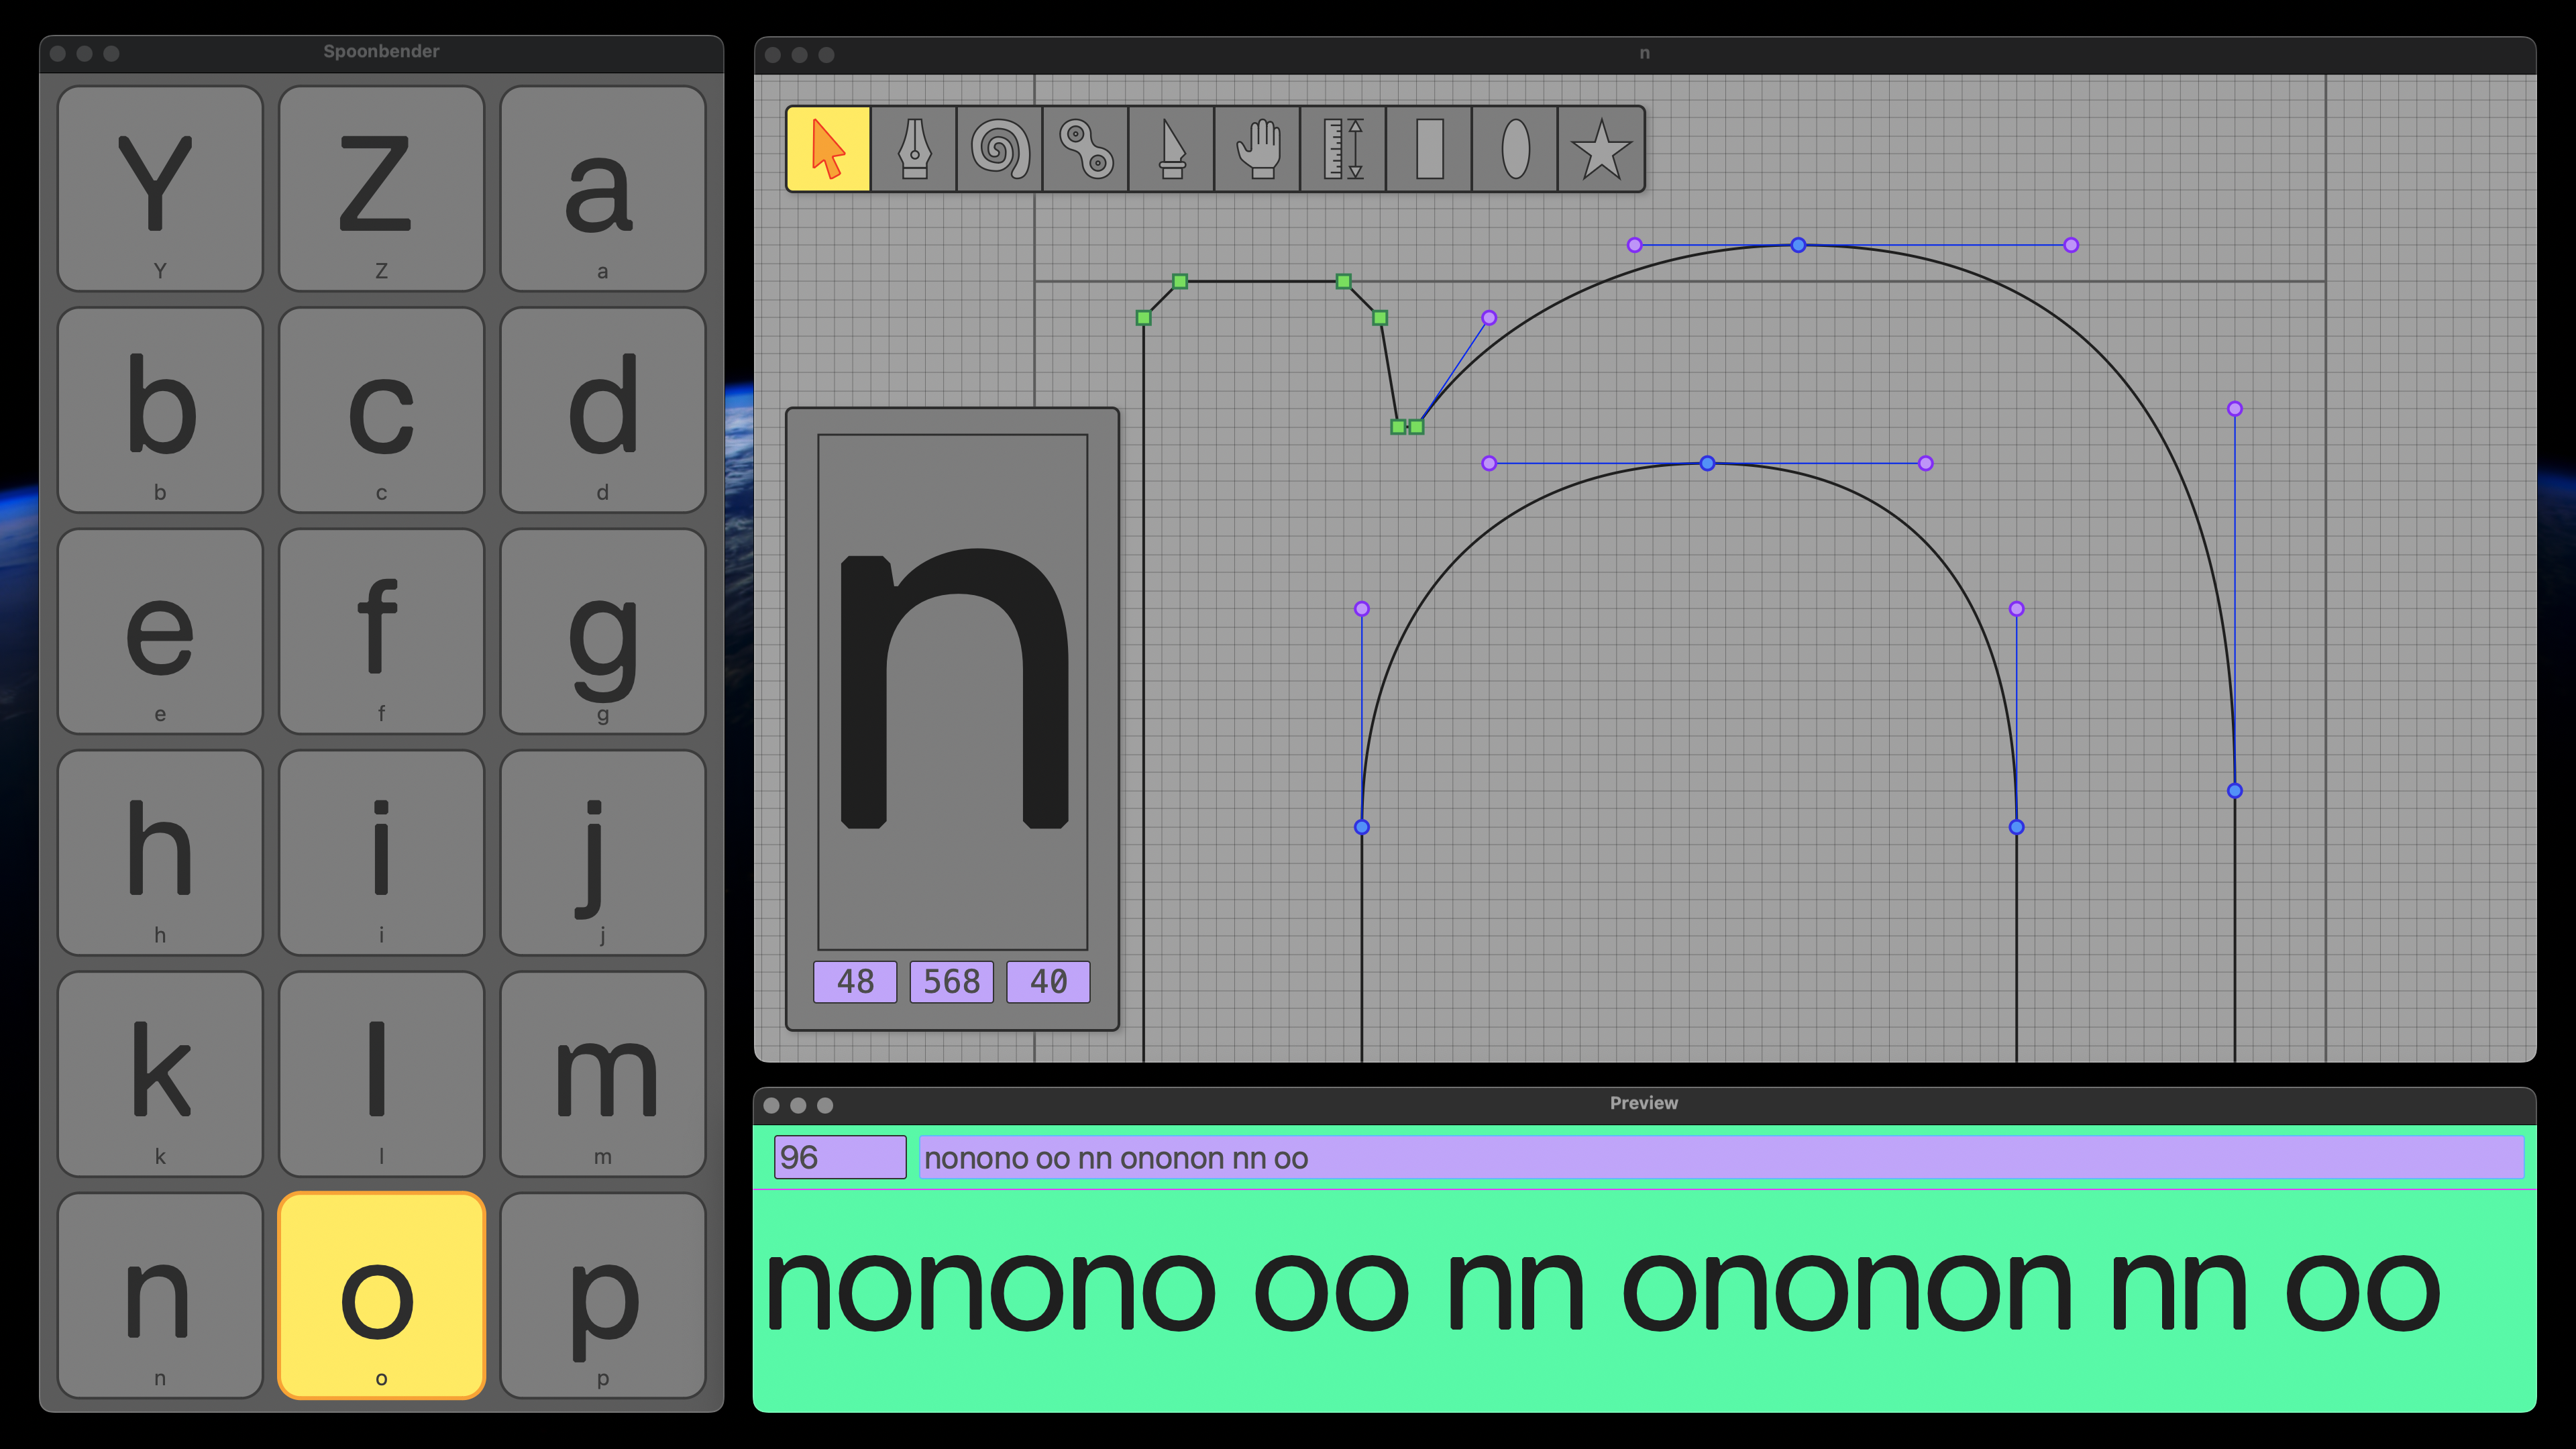 Spoonbender
Y Z a
Y Z a
b c d
b c d
e f g
e f g
h i j
h i j
k l m
k l m
n o p
n o p
n
n
48 568 40
Preview
96 nonono oo nn ononon nn oo
nonono oo nn ononon nn oo